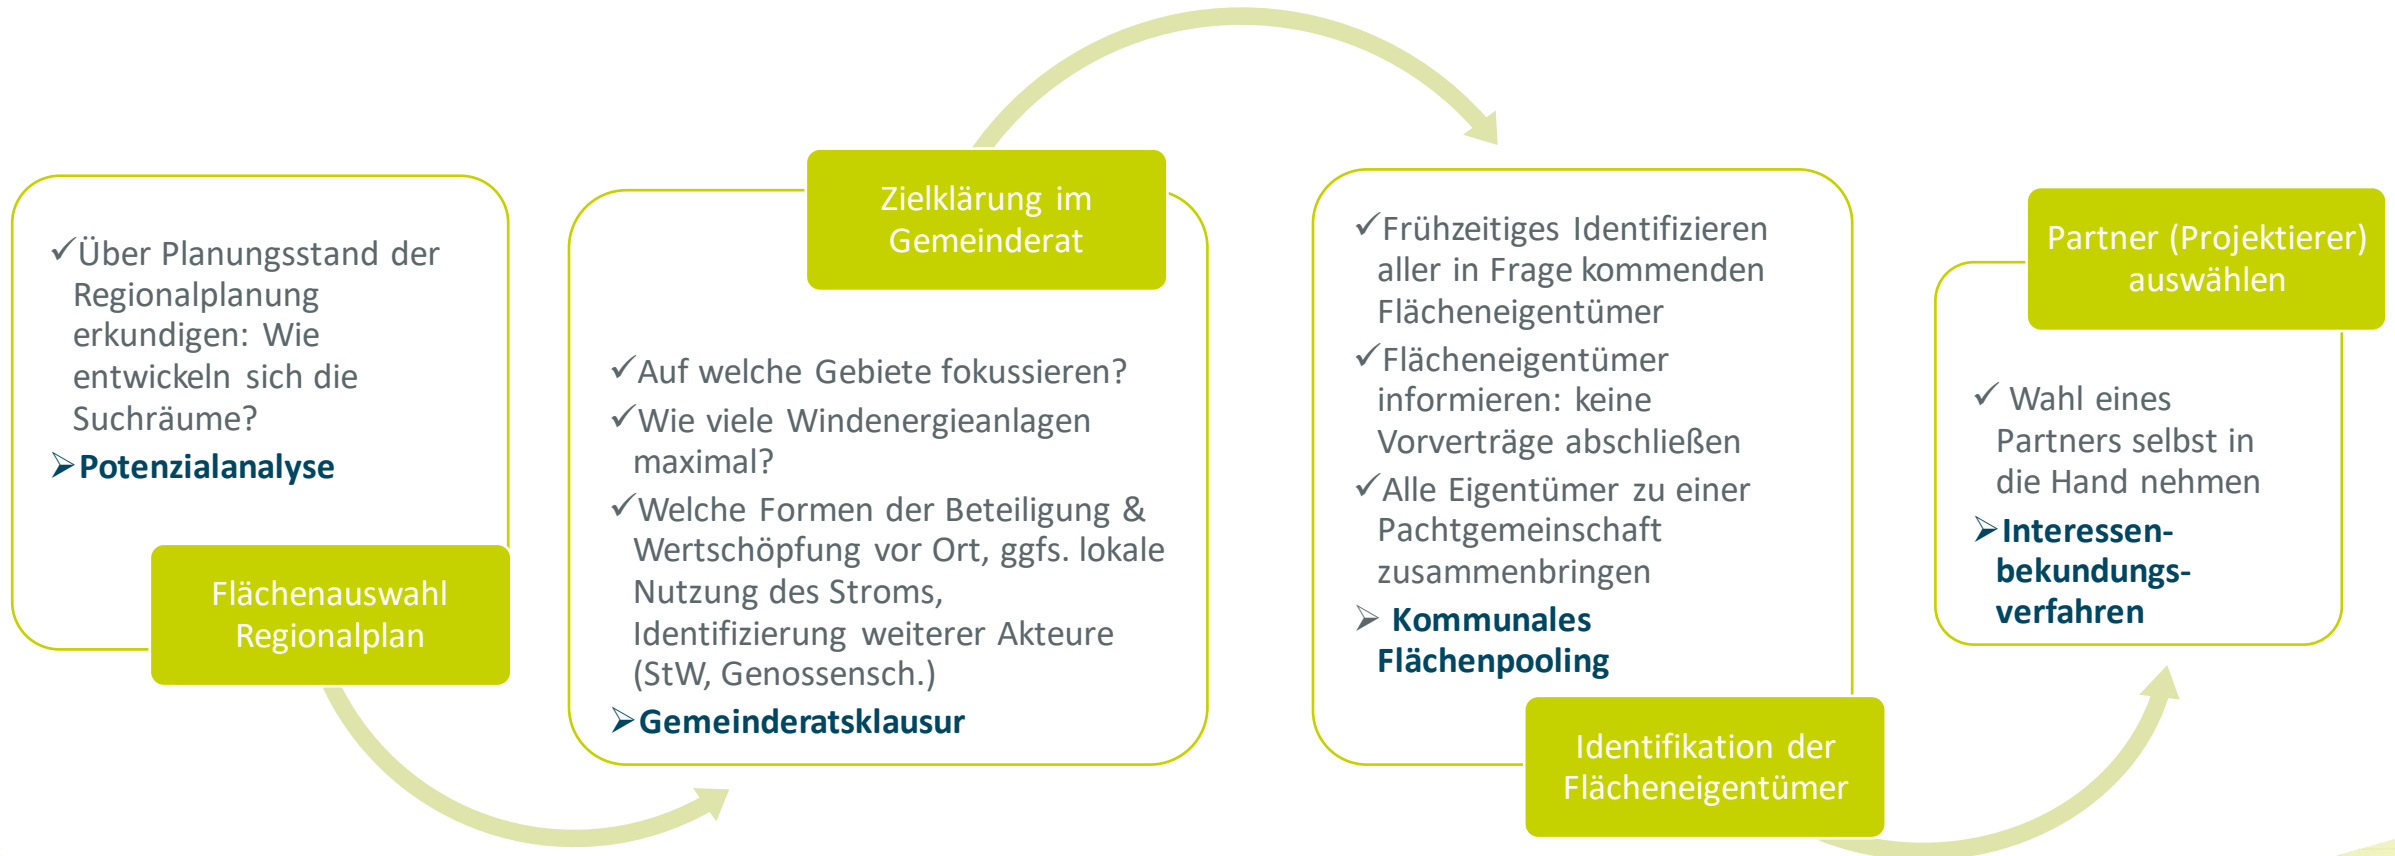 ✓Über Planungsstand der
Regionalplanung
erkundigen: Wie
entwickeln sich die
Suchräume?
➢Potenzialanalyse
Flächenauswahl
Regionalplan
Zielklärung im
Gemeinderat
✓Auf welche Gebiete fokussieren?
✓Wie viele Windenergieanlagen
maximal?
✓Welche Formen der Beteiligung &
Wertschöpfung vor Ort, ggfs. lokale
Nutzung des Stroms,
Identifizierung weiterer Akteure
(StW, Genossensch.)
➢Gemeinderatsklausur
✓Frühzeitiges Identifizieren
aller in Frage kommenden
Flächeneigentümer
✓Flächeneigentümer
informieren: keine
Vorverträge abschließen
✓Alle Eigentümer zu einer
Pachtgemeinschaft
zusammenbringen
➢ Kommunales
Flächenpooling
Identifikation der
Flächeneigentümer
Partner (Projektierer)
auswählen
✓ Wahl eines
Partners selbst in
die Hand nehmen
➢Interessen-
bekundungs-
verfahren